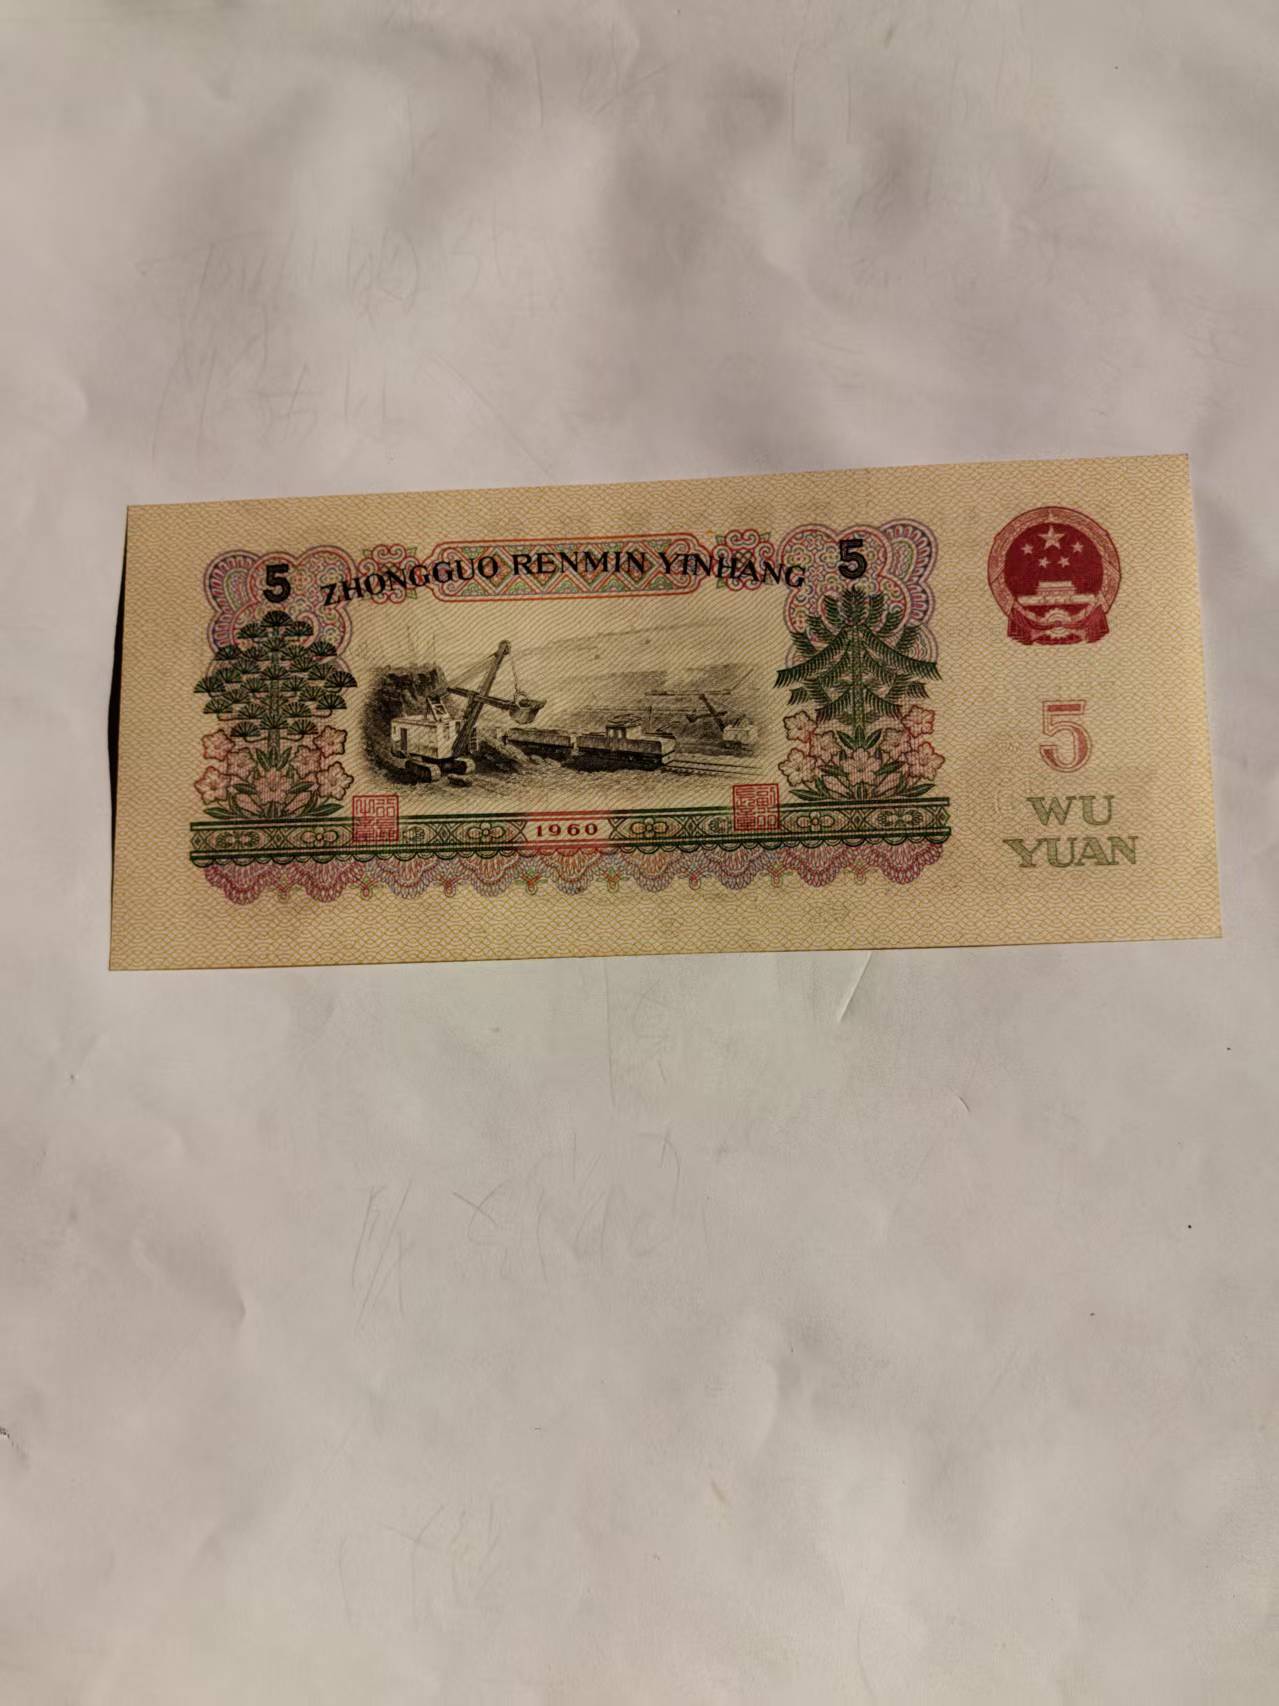 5 ZHONGGUO RENMIN YINHANG 5
1960
5
WU
YUAN